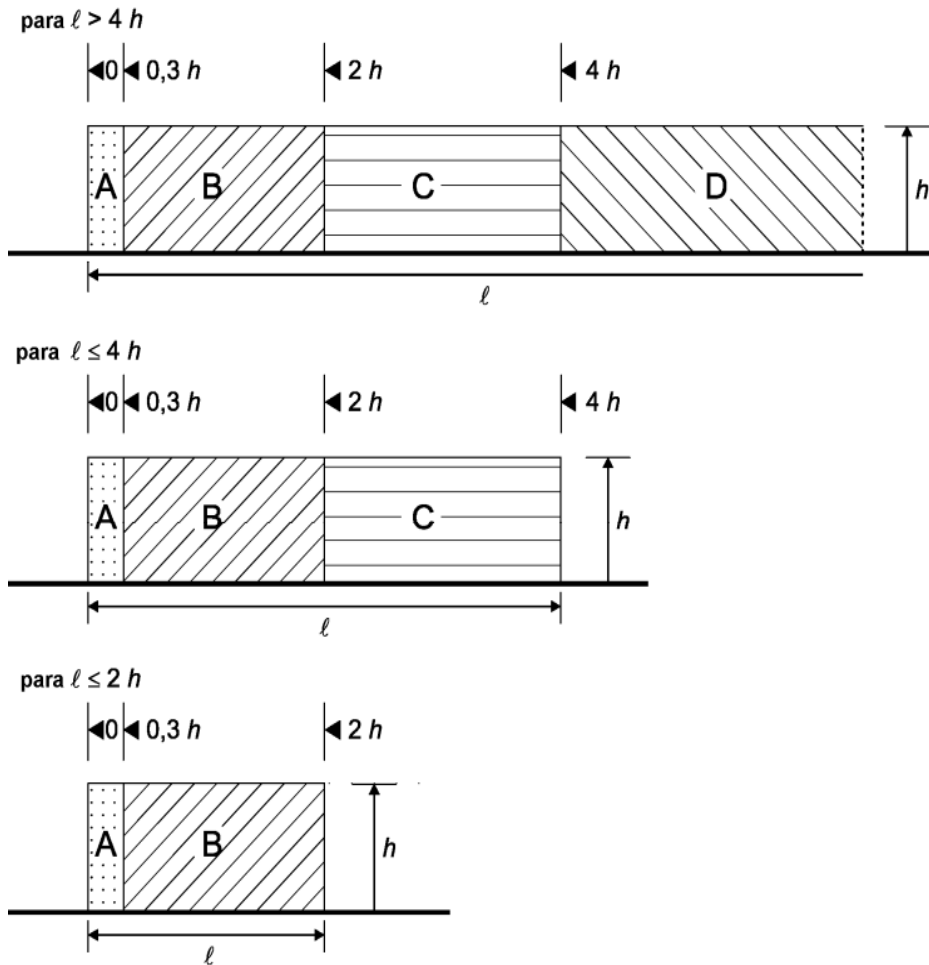 para ℓ > 4 h
0 0,3 h 2 h 4 h
A B C D h
ℓ
para ℓ ≤ 4 h
0 0,3 h 2 h 4 h
A B C h
ℓ
para ℓ ≤ 2 h
0 0,3 h 2 h
A B h
ℓ